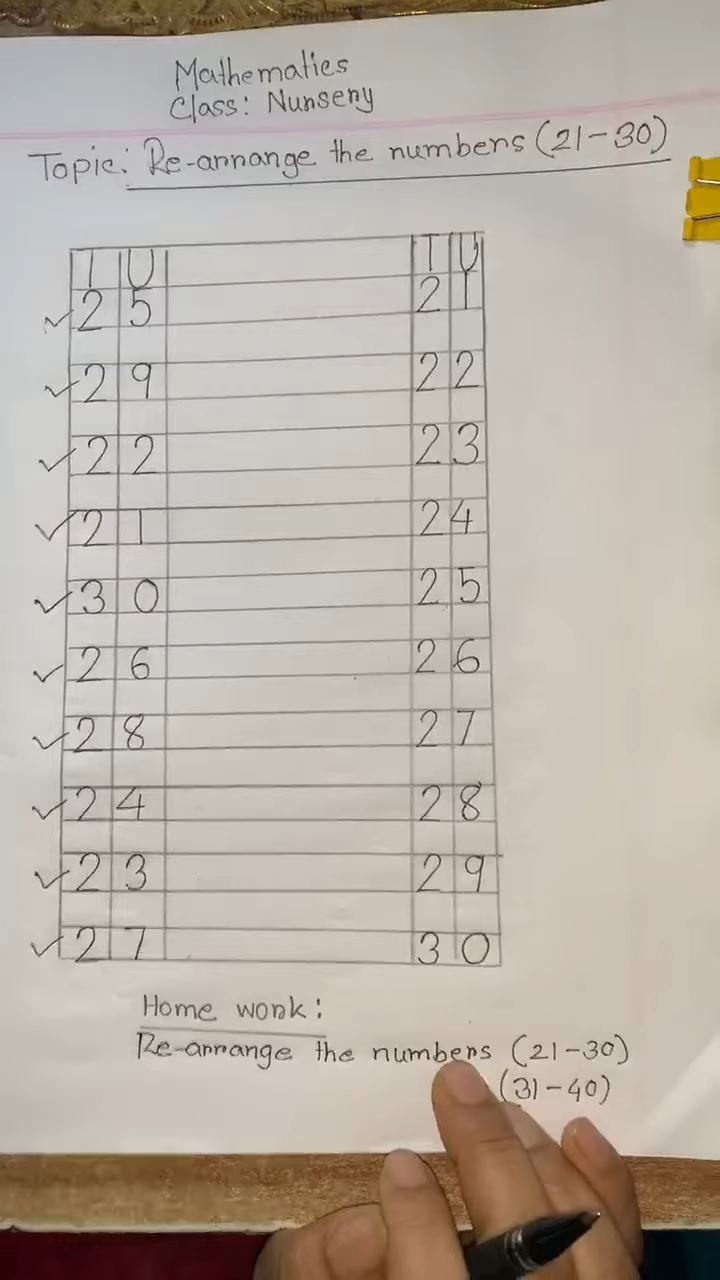 Mathematics
Class: Nursery
Topic: Re-arrange the numbers (21-30)
T U T U
25 21
29 22
22 23
21 24
30 25
26 26
28 27
24 28
23 29
27 30
Home work:
Re-arrange the numbers (21-30)
(31-40)